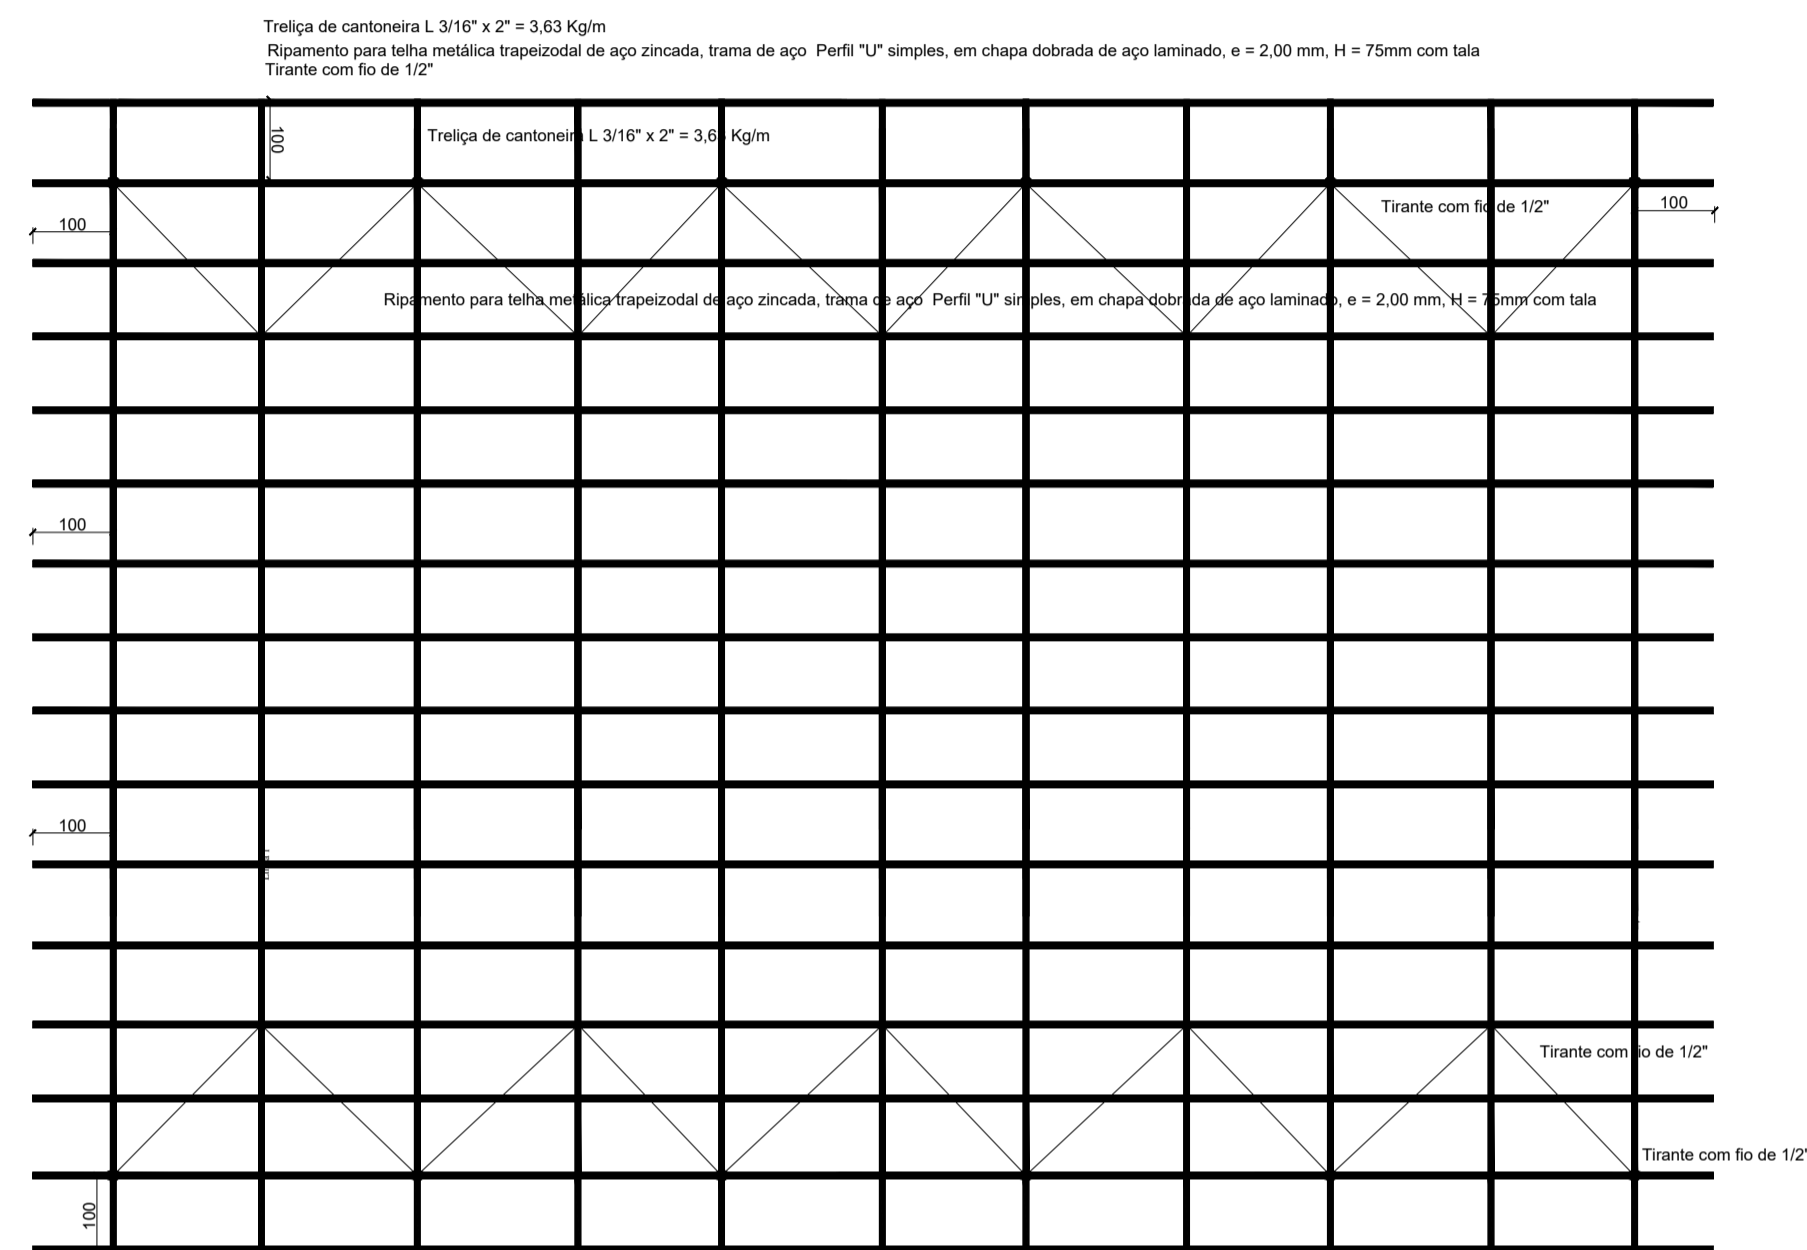 Treliça de cantoneira L 3/16" x 2" = 3,63 Kg/m
Ripamento para telha metálica trapeizodal de aço zincada, trama de aço Perfil "U" simples, em chapa dobrada de aço laminado, e = 2,00 mm, H = 75mm com tala
Tirante com fio de 1/2"
100
Treliça de cantoneira L 3/16" x 2" = 3,63 Kg/m
Tirante com fio de 1/2"
100
100
Ripamento para telha metálica trapeizodal de aço zincada, trama de aço Perfil "U" simples, em chapa dobrada de aço laminado, e = 2,00 mm, H = 75mm com tala
100
100
Tirante com fio de 1/2"
Tirante com fio de 1/2"
100